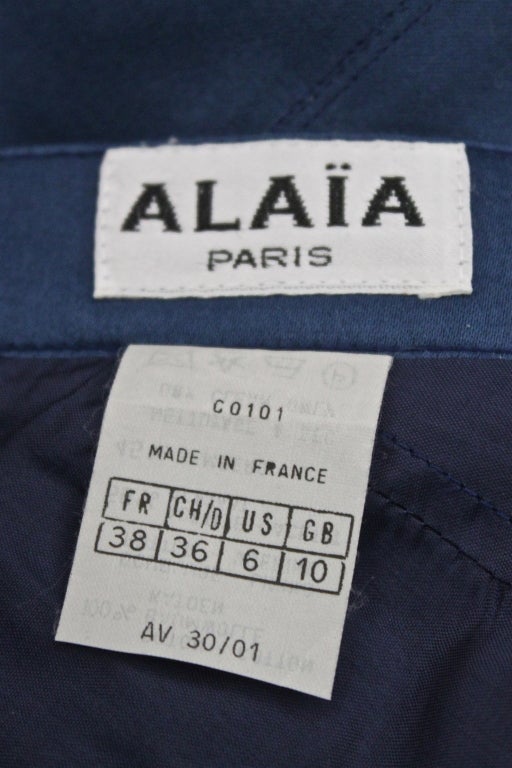 ALAÏA
PARIS
C0101
MADE IN FRANCE
FR CH/D US GB
38 36 6 10
AV 30/01